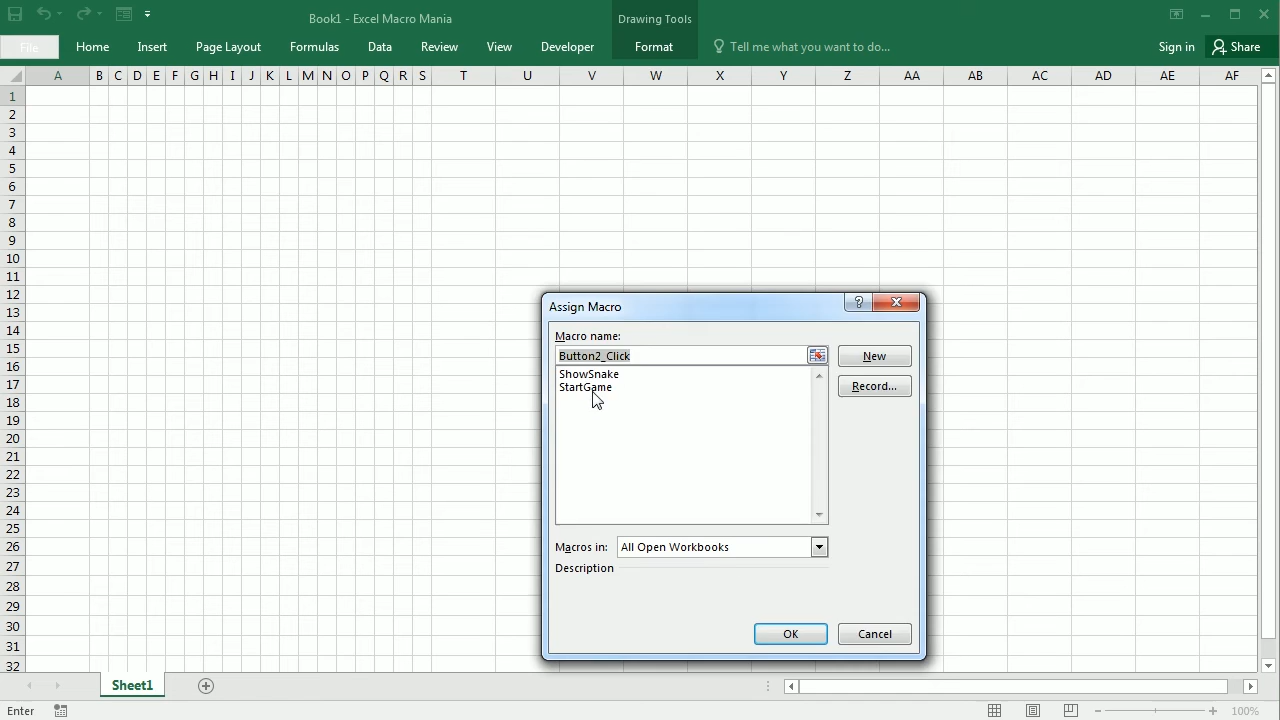 Book1 - Excel Macro Mania
Drawing Tools
File Home Insert Page Layout Formulas Data Review View Developer Format Tell me what you want to do... Sign in Share
A B C D E F G H I J K L M N O P Q R S T U V W X Y Z AA AB AC AD AE AF
1
2
3
4
5
6
7
8
9
10
11
12
13
14
15
16
17
18
19
20
21
22
23
24
25
26
27
28
29
30
31
32
Assign Macro
?
Macro name:
Button2_Click
New
ShowSnake
StartGame
Record...
Macros in: All Open Workbooks
Description
OK Cancel
Sheet1
Enter 100%